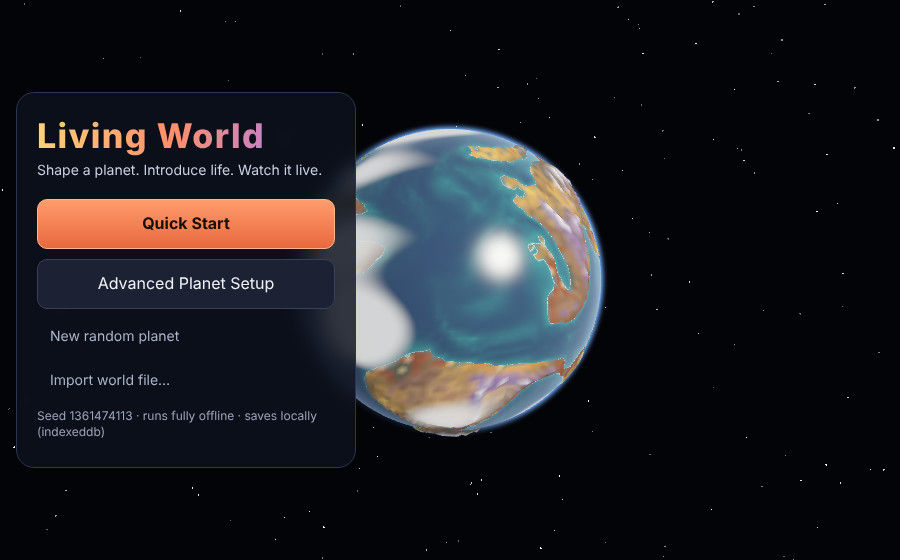 Living World
Shape a planet. Introduce life. Watch it live.
Quick Start
Advanced Planet Setup
New random planet
Import world file...
Seed 1361474113 · runs fully offline · saves locally
(indexeddb)